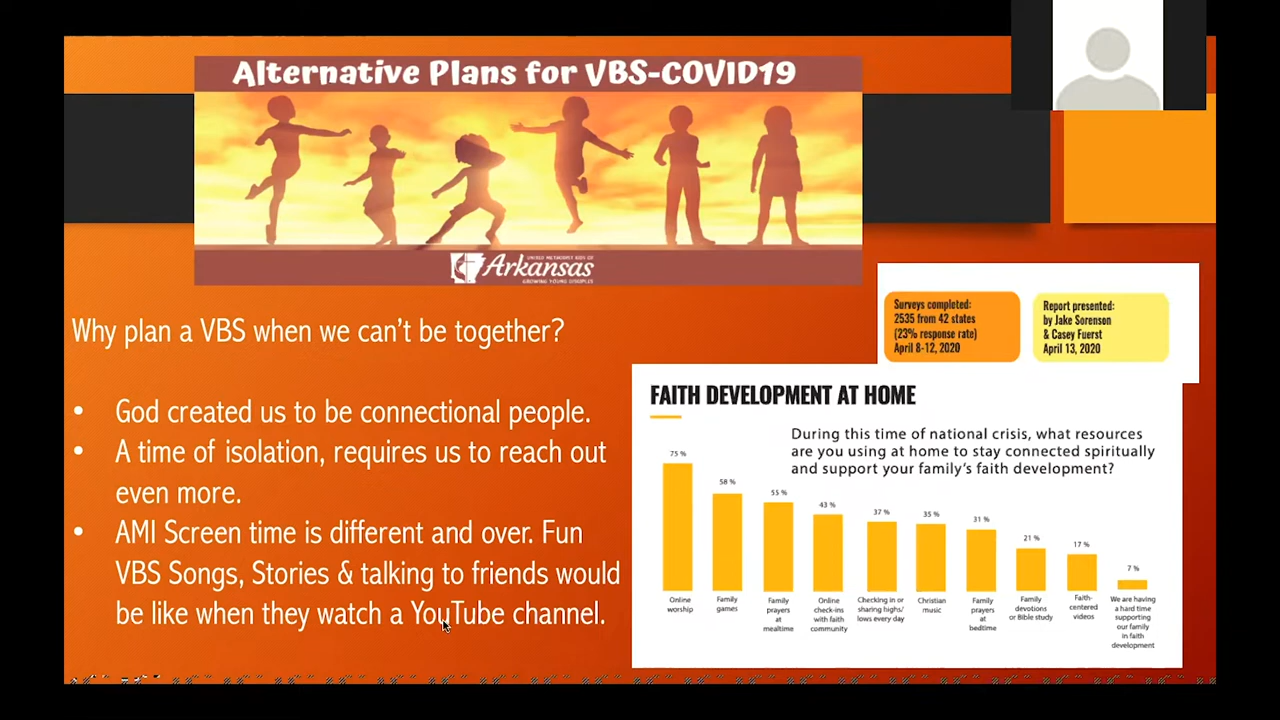 Alternative Plans for VBS-COVID19
UNITED METHODIST KIDS OF
Arkansas
GROWING YOUNG DISCIPLES
Why plan a VBS when we can't be together?
• God created us to be connectional people.
• A time of isolation, requires us to reach out
even more.
• AMI Screen time is different and over. Fun
VBS Songs, Stories & talking to friends would
be like when they watch a YouTube channel.
Surveys completed:
2535 from 42 states
(23% response rate)
April 8-12, 2020
Report presented:
by Jake Sorenson
& Casey Fuerst
April 13, 2020
FAITH DEVELOPMENT AT HOME
During this time of national crisis, what resources
are you using at home to stay connected spiritually
and support your family's faith development?
75 %
58 %
55 %
43 %
37 %
35 %
31 %
21 %
17 %
7 %
Online
worship
Family
games
Family
prayers
at
mealtime
Online
check-ins
with faith
community
Checking in or
sharing highs/
lows every day
Christian
music
Family
prayers
at
bedtime
Family
devotions
or Bible study
Faith-
centered
videos
We are having
a hard time
supporting
our family
in faith
development